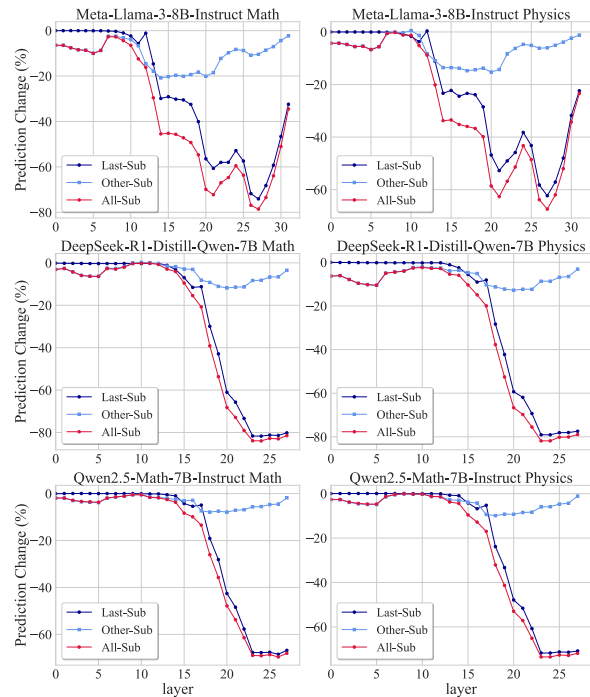 Meta-Llama-3-8B-Instruct Math
Prediction Change (%)
0
−20
−40
−60
−80
Last-Sub
Other-Sub
All-Sub
0 5 10 15 20 25 30
Meta-Llama-3-8B-Instruct Physics
0
−20
−40
−60
Last-Sub
Other-Sub
All-Sub
0 5 10 15 20 25 30
DeepSeek-R1-Distill-Qwen-7B Math
Prediction Change (%)
0
−20
−40
−60
−80
Last-Sub
Other-Sub
All-Sub
0 5 10 15 20 25
DeepSeek-R1-Distill-Qwen-7B Physics
0
−20
−40
−60
−80
Last-Sub
Other-Sub
All-Sub
0 5 10 15 20 25
Qwen2.5-Math-7B-Instruct Math
Prediction Change (%)
0
−20
−40
−60
Last-Sub
Other-Sub
All-Sub
0 5 10 15 20 25
layer
Qwen2.5-Math-7B-Instruct Physics
0
−20
−40
−60
Last-Sub
Other-Sub
All-Sub
0 5 10 15 20 25
layer